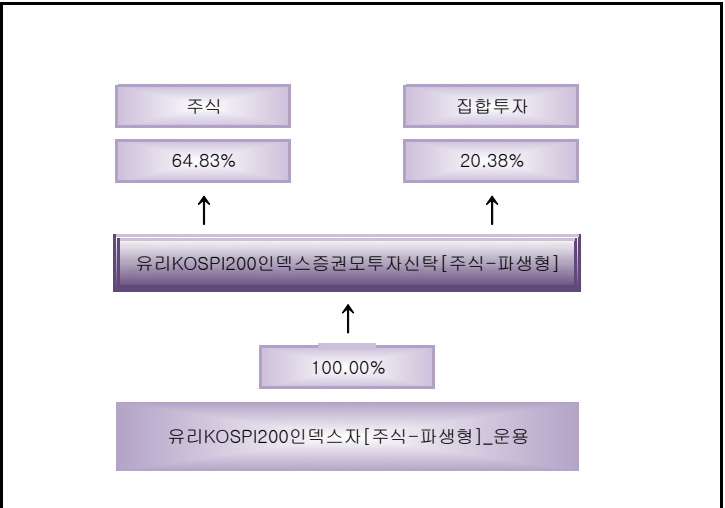 주식
집합투자
64.83%
20.38%
유리KOSPI200인덱스증권모투자신탁[주식-파생형]
100.00%
유리KOSPI200인덱스자[주식-파생형]_운용